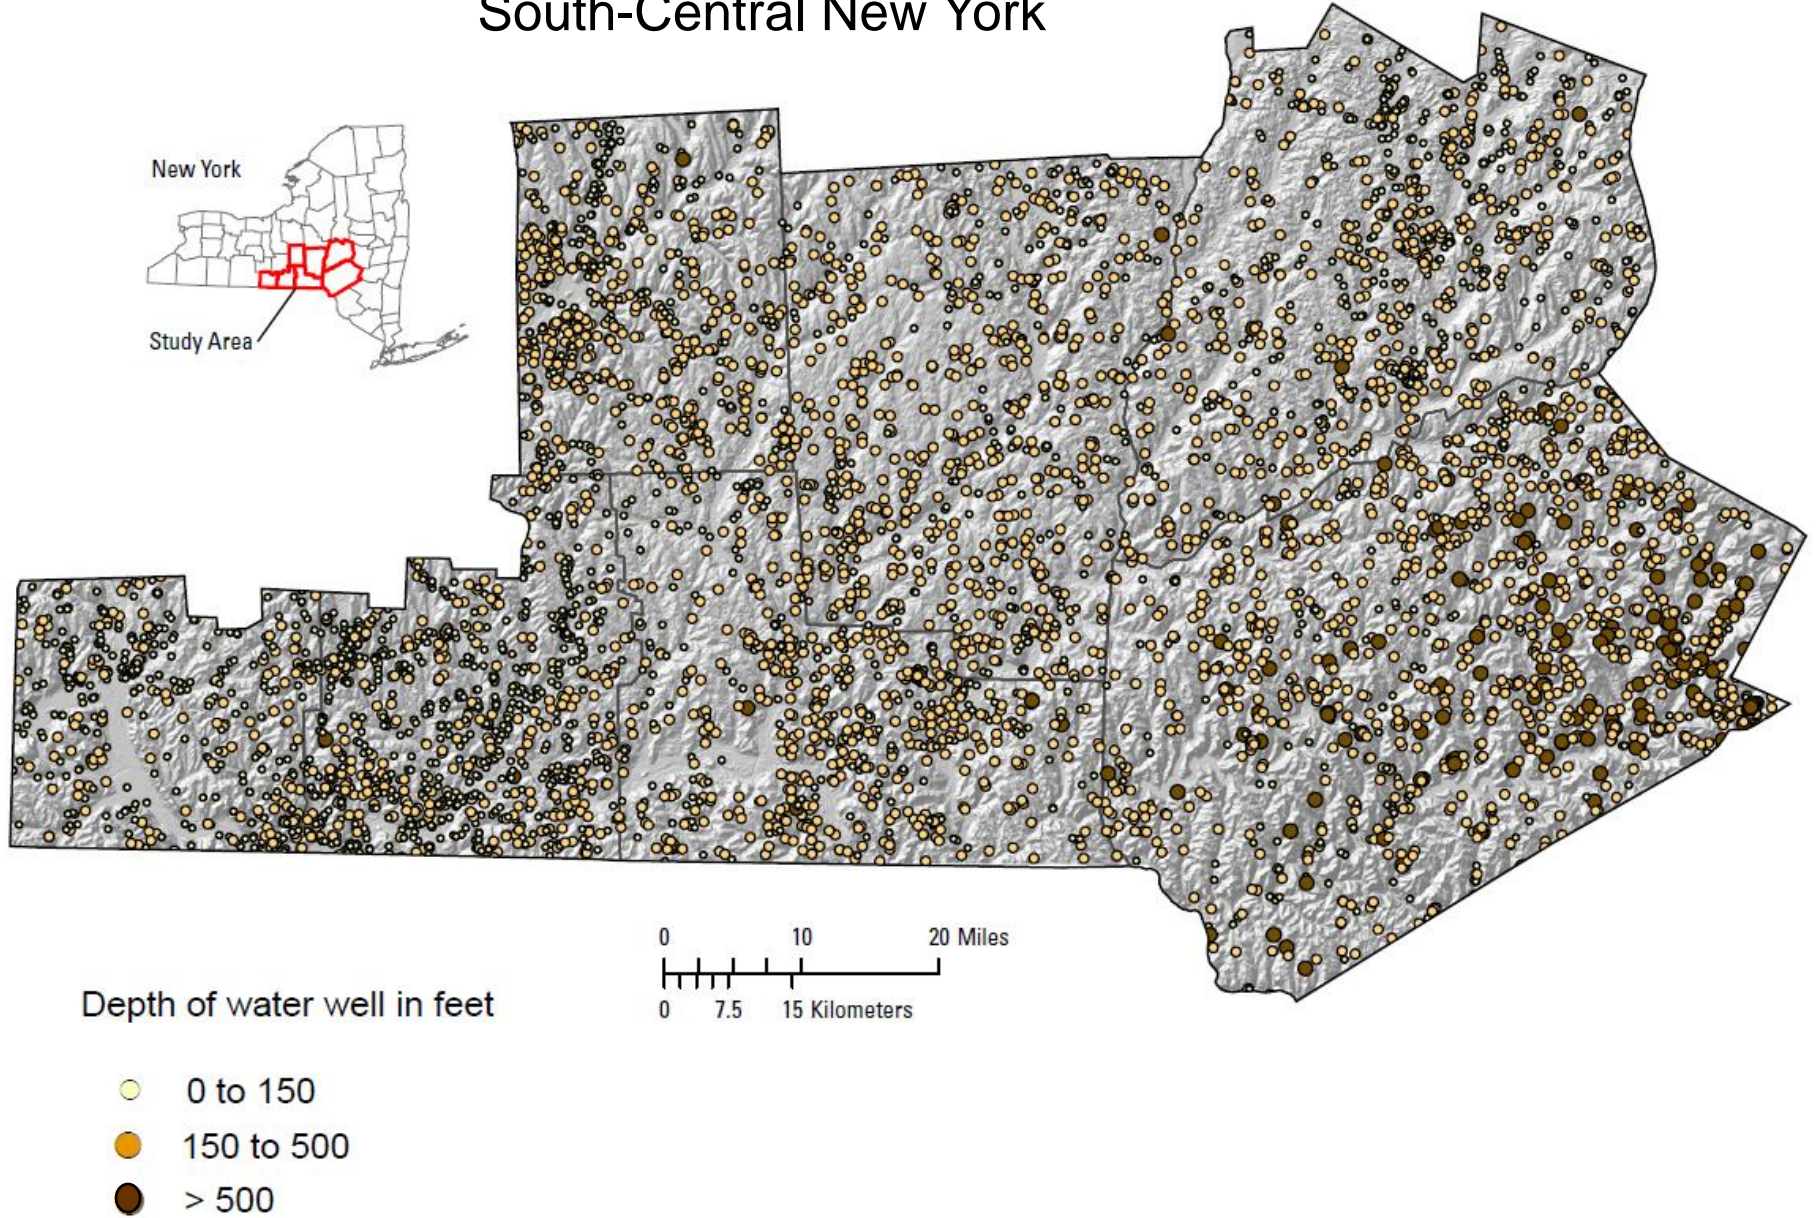 South-Central New York
New York
Study Area
0 10 20 Miles
0 7.5 15 Kilometers
Depth of water well in feet
0 to 150
150 to 500
> 500